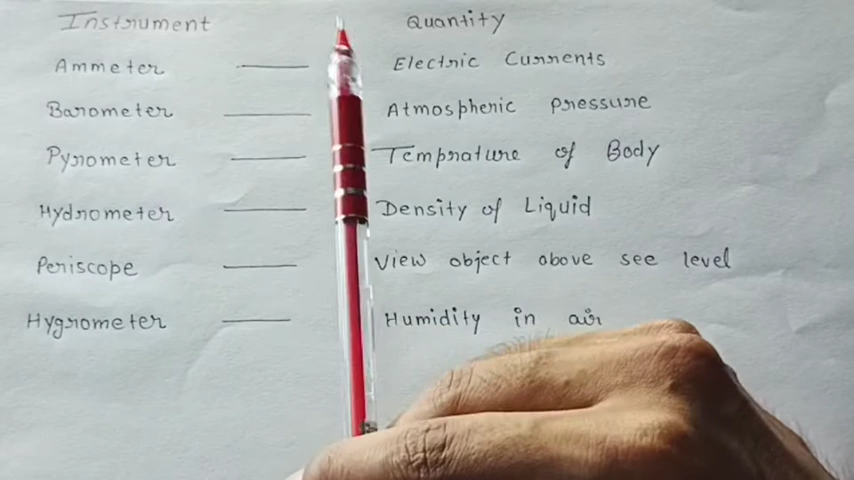 Instrument Quantity
Ammeter Electric Currents
Barometer Atmospheric pressure
Pyrometer Temprature of Body
Hydrometer Density of Liquid
Periscope View object above see level
Hygrometer Humidity in air